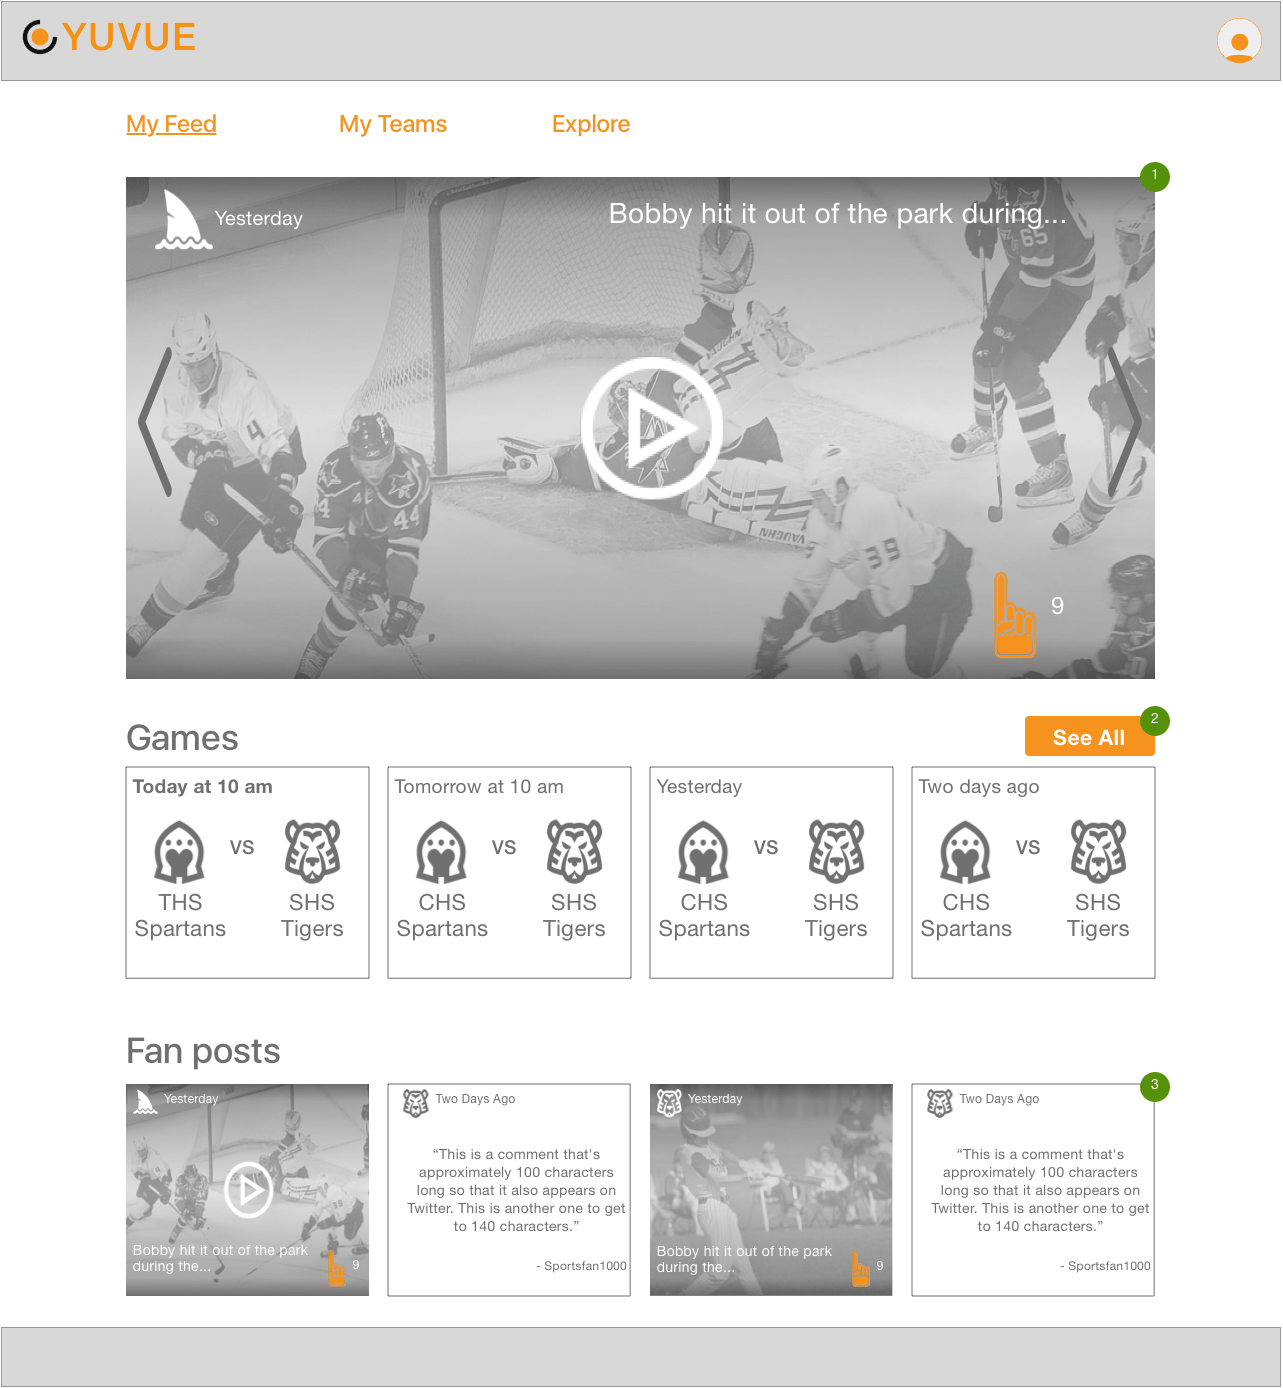 YUVUE
My Feed
My Teams
Explore
1
Yesterday
Bobby hit it out of the park during...
65
4
44
VAUGHN
39
9
Games
See All
2
Today at 10 am
vs
THS
Spartans
SHS
Tigers
Tomorrow at 10 am
vs
CHS
Spartans
SHS
Tigers
Yesterday
vs
CHS
Spartans
SHS
Tigers
Two days ago
vs
CHS
Spartans
SHS
Tigers
Fan posts
3
Yesterday
Bobby hit it out of the park
during the...
9
Two Days Ago
“This is a comment that's
approximately 100 characters
long so that it also appears on
Twitter. This is another one to get
to 140 characters.”
- Sportsfan1000
Yesterday
Bobby hit it out of the park
during the...
9
Two Days Ago
“This is a comment that's
approximately 100 characters
long so that it also appears on
Twitter. This is another one to get
to 140 characters.”
- Sportsfan1000